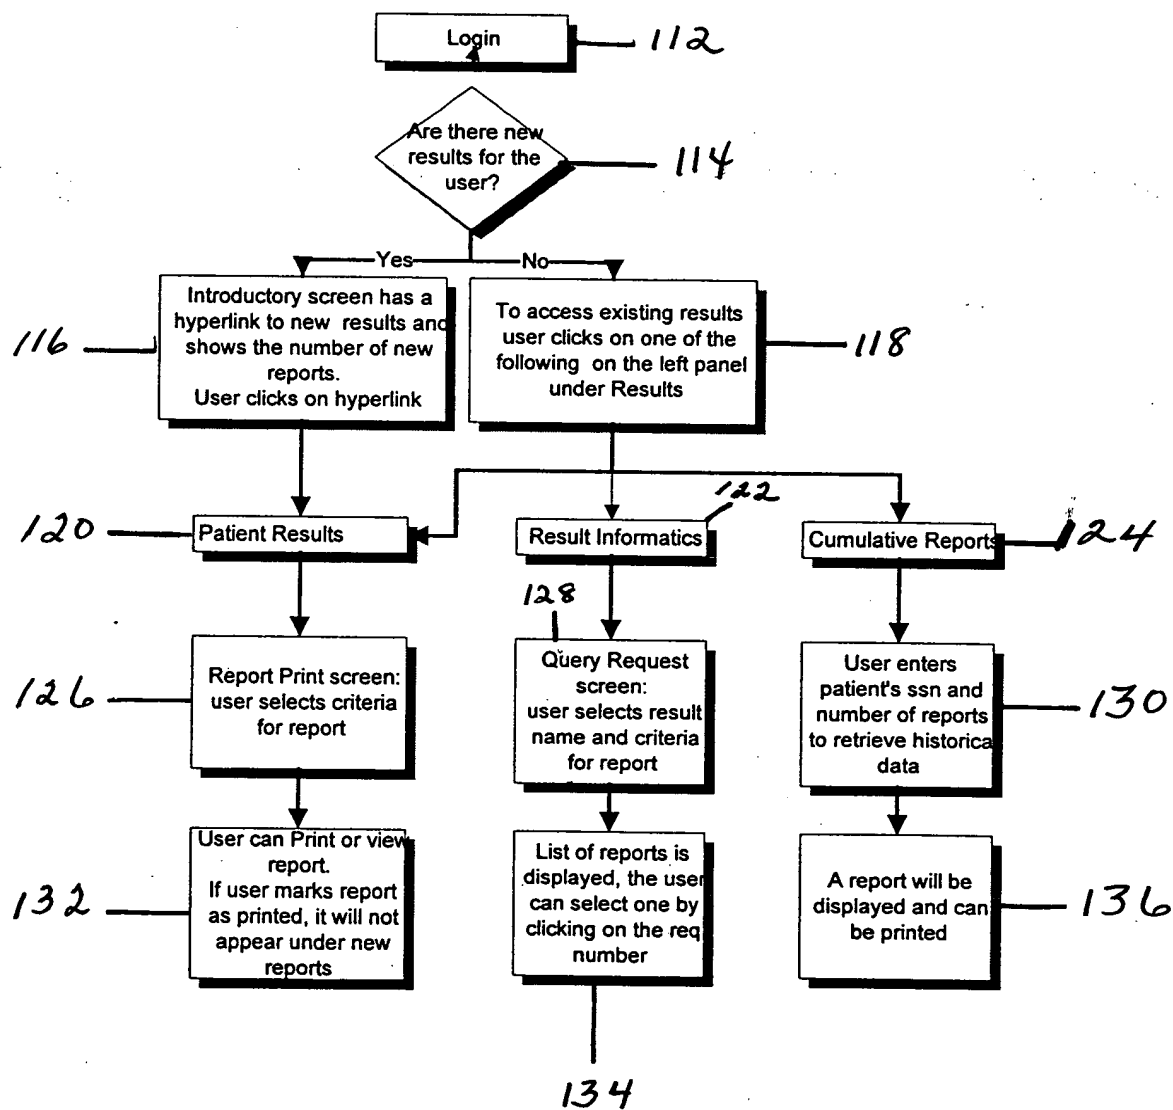 Login
112
Are there new
results for the
user?
114
Yes
No
Introductory screen has a
hyperlink to new results and
shows the number of new
reports.
User clicks on hyperlink
116
To access existing results
user clicks on one of the
following on the left panel
under Results
118
120
Patient Results
Result Informatics
122
Cumulative Reports
124
126
Report Print screen:
user selects criteria
for report
128
Query Request
screen:
user selects result
name and criteria
for report
User enters
patient's ssn and
number of reports
to retrieve historica
data
130
132
User can Print or view
report.
If user marks report
as printed, it will not
appear under new
reports
List of reports is
displayed, the user
can select one by
clicking on the req
number
134
A report will be
displayed and can
be printed
136